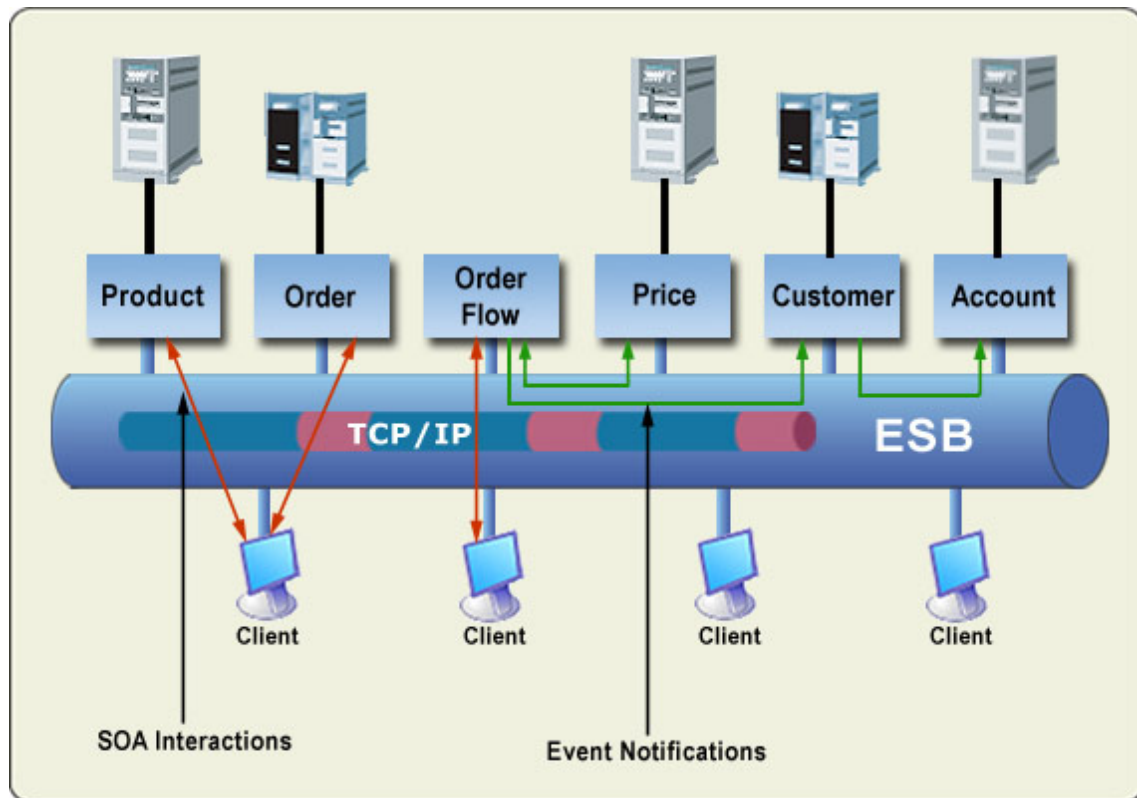 Product
Order
Order
Flow
Price
Customer
Account
TCP/IP
ESB
Client
Client
Client
Client
SOA Interactions
Event Notifications